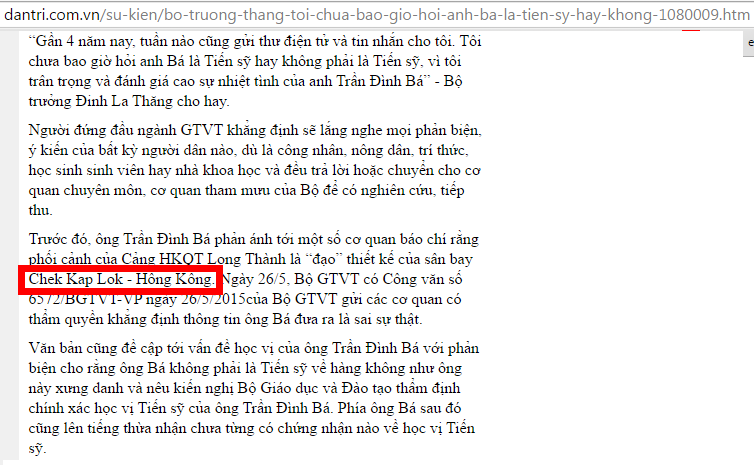 dantri.com.vn/su-kien/bo-truong-thang-toi-chua-bao-gio-hoi-anh-ba-la-tien-sy-hay-khong-1080009.htm
“Gần 4 năm nay, tuần nào cũng gửi thư điện tử và tin nhắn cho tôi. Tôi
chưa bao giờ hỏi anh Bá là Tiến sỹ hay không phải là Tiến sỹ, vì tôi
trân trọng và đánh giá cao sự nhiệt tình của anh Trần Đình Bá” - Bộ
trưởng Đinh La Thăng cho hay.
Người đứng đầu ngành GTVT khẳng định sẽ lắng nghe mọi phản biện,
ý kiến của bất kỳ người dân nào, dù là công nhân, nông dân, trí thức,
học sinh sinh viên hay nhà khoa học và đều trả lời hoặc chuyển cho cơ
quan chuyên môn, cơ quan tham mưu của Bộ để có nghiên cứu, tiếp
thu.
Trước đó, ông Trần Đình Bá phản ánh tới một số cơ quan báo chí rằng
phối cảnh của Cảng HKQT Long Thành là “đạo” thiết kế của sân bay
Chek Kap Lok - Hồng Kông. Ngày 26/5, Bộ GTVT có Công văn số
6572/BGTVT-VP ngày 26/5/2015của Bộ GTVT gửi các cơ quan có
thẩm quyền khẳng định thông tin ông Bá đưa ra là sai sự thật.
Văn bản cũng đề cập tới vấn đề học vị của ông Trần Đình Bá với phản
biện cho rằng ông Bá không phải là Tiến sỹ về hàng không như ông
này xưng danh và nêu kiến nghị Bộ Giáo dục và Đào tạo thẩm định
chính xác học vị Tiến sỹ của ông Trần Đình Bá. Phía ông Bá sau đó
cũng lên tiếng thừa nhận chưa từng có chứng nhận nào về học vị Tiến
sỹ.